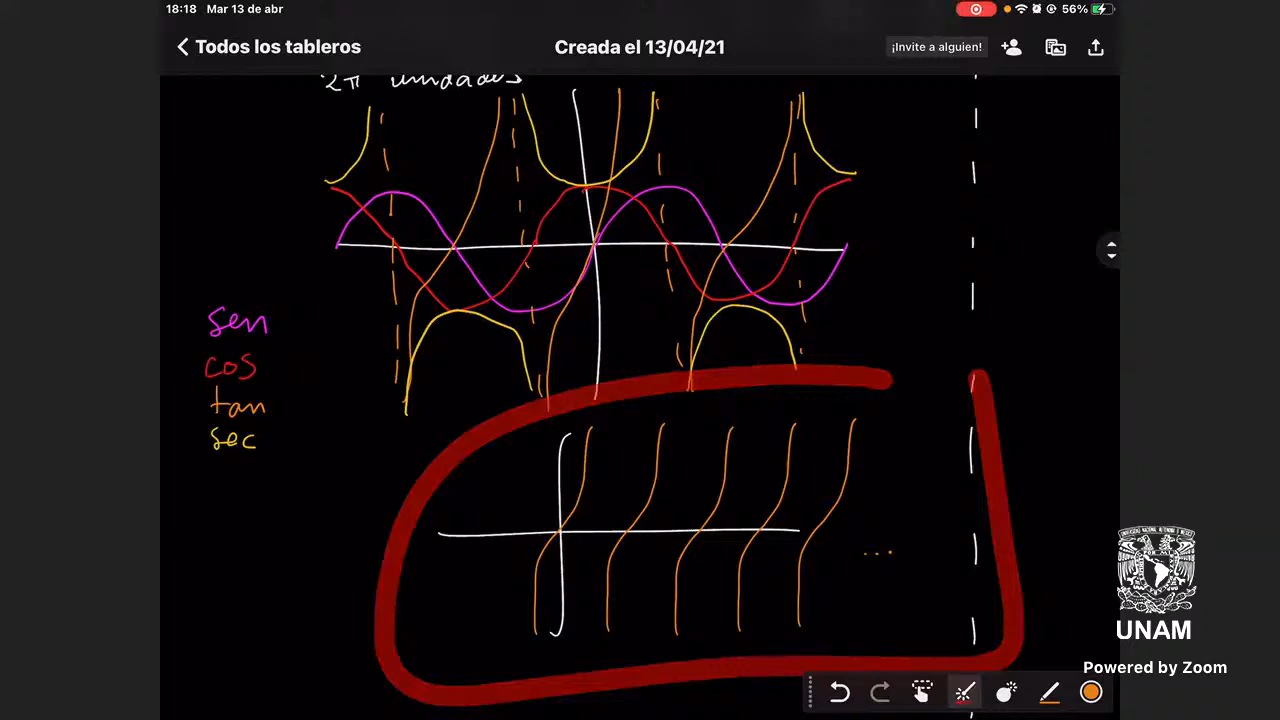 18:18 Mar 13 de abr 56%
Todos los tableros Creada el 13/04/21 ¡Invite a alguien!
2π unidades
sen
cos
tan
sec
...
UNAM
Powered by Zoom